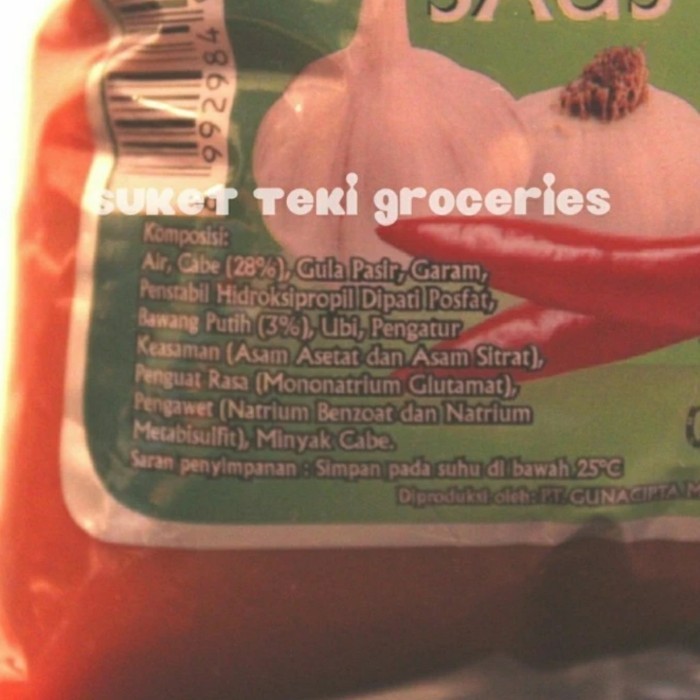 992984
SUKET TEKI groceries
Komposisi:
Air, Cabe (28%), Gula Pasir, Garam,
Penstabil Hidroksipropil Dipati Posfat,
Bawang Putih (3%), Ubi, Pengatur
Keasaman (Asam Asetat dan Asam Sitrat),
Penguat Rasa (Mononatrium Glutamat),
Pengawet (Natrium Benzoat dan Natrium
Metabisulfit), Minyak Cabe.
Saran penyimpanan : Simpan pada suhu di bawah 25°C
Diproduksi oleh: PT. GUNACIPTA